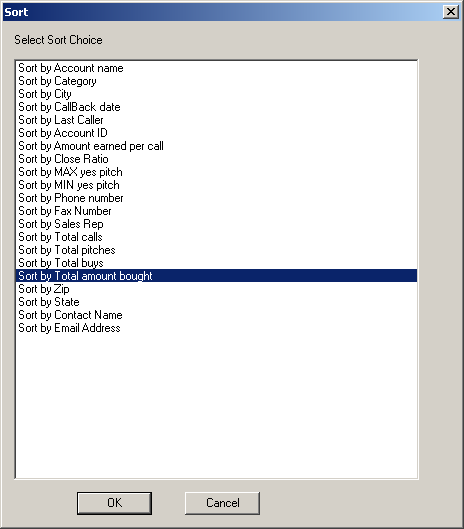 Sort
Select Sort Choice
Sort by Account name
Sort by Category
Sort by City
Sort by CallBack date
Sort by Last Caller
Sort by Account ID
Sort by Amount earned per call
Sort by Close Ratio
Sort by MAX yes pitch
Sort by MIN yes pitch
Sort by Phone number
Sort by Fax Number
Sort by Sales Rep
Sort by Total calls
Sort by Total pitches
Sort by Total buys
Sort by Total amount bought
Sort by Zip
Sort by State
Sort by Contact Name
Sort by Email Address
OK
Cancel